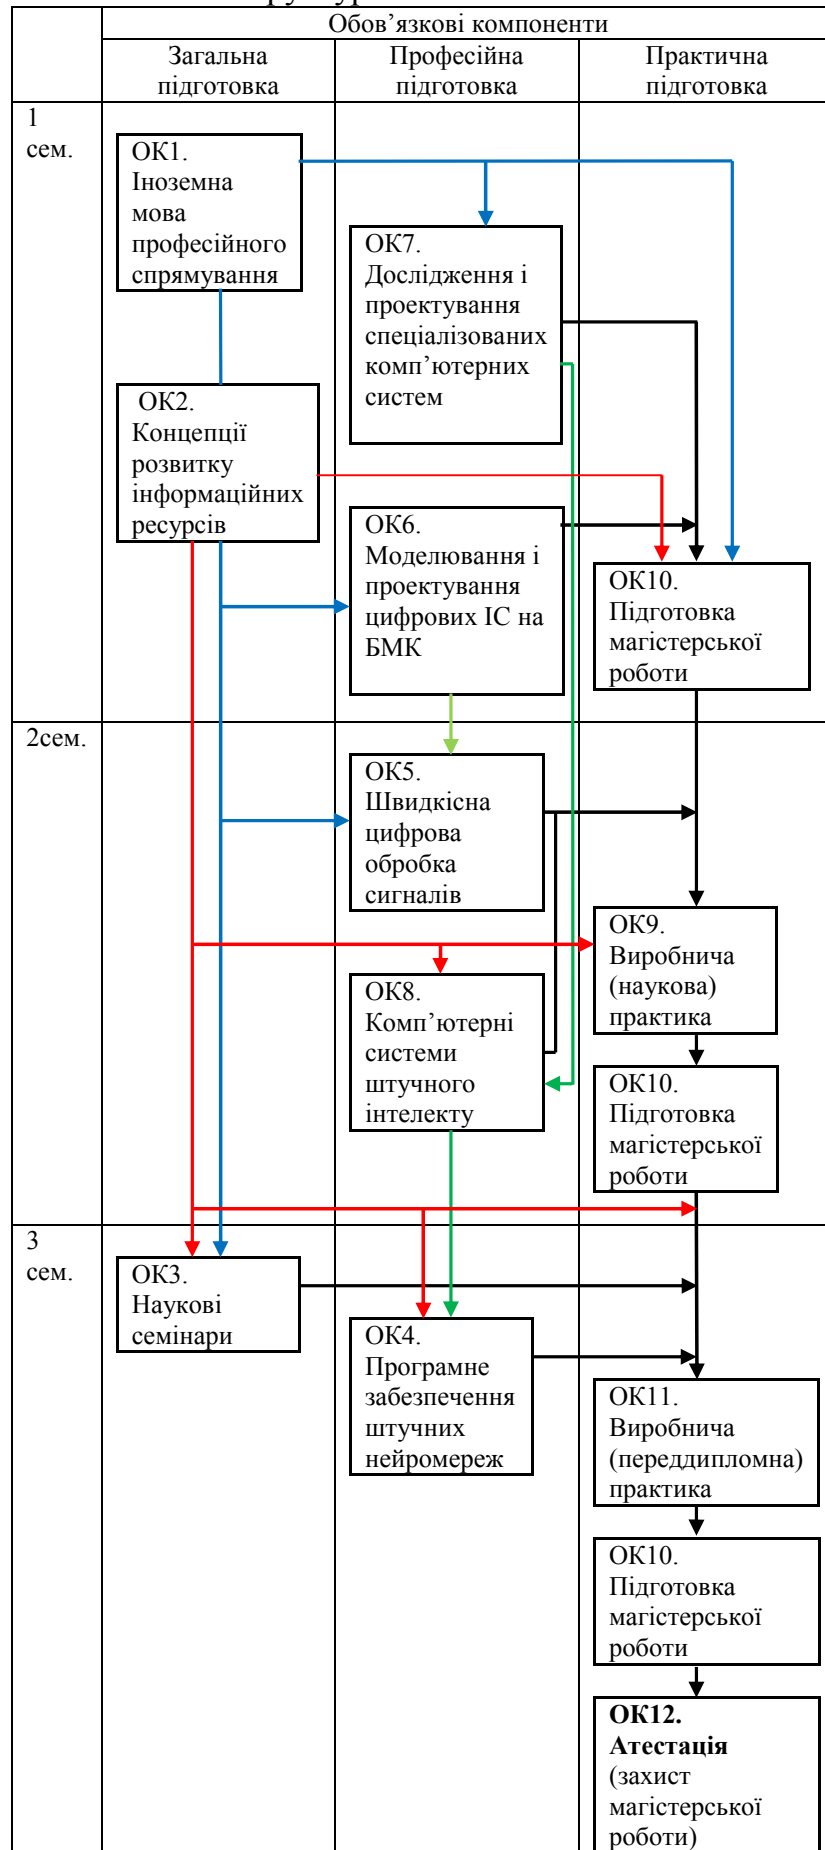 Обов’язкові компоненти
Загальна
підготовка
Професійна
підготовка
Практична
підготовка
1
сем.
ОК1.
Іноземна
мова
професійного
спрямування
ОК7.
Дослідження і
проектування
спеціалізованих
комп’ютерних
систем
ОК2.
Концепції
розвитку
інформаційних
ресурсів
ОК6.
Моделювання і
проектування
цифрових ІС на
БМК
ОК10.
Підготовка
магістерської
роботи
2сем.
ОК5.
Швидкісна
цифрова
обробка
сигналів
ОК9.
Виробнича
(наукова)
практика
ОК8.
Комп’ютерні
системи
штучного
інтелекту
ОК10.
Підготовка
магістерської
роботи
3
сем.
ОК3.
Наукові
семінари
ОК4.
Програмне
забезпечення
штучних
нейромереж
ОК11.
Виробнича
(переддипломна)
практика
ОК10.
Підготовка
магістерської
роботи
ОК12.
Атестація
(захист
магістерської
роботи)